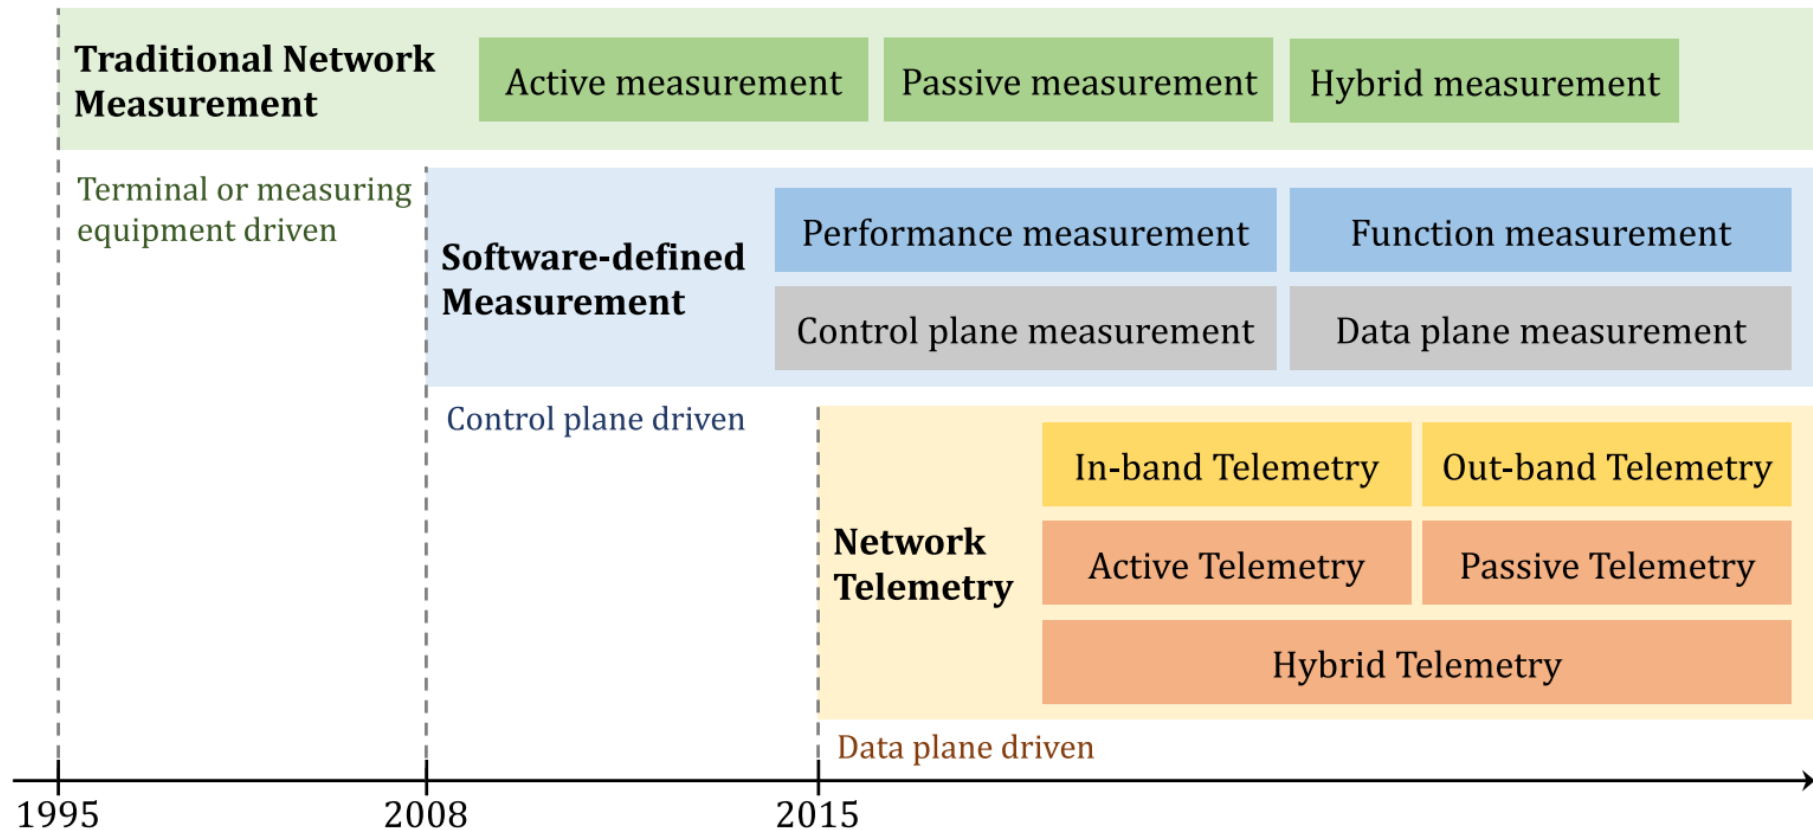 Traditional Network
Measurement
Active measurement
Passive measurement
Hybrid measurement
Terminal or measuring
equipment driven
Software-defined
Measurement
Performance measurement
Function measurement
Control plane measurement
Data plane measurement
Control plane driven
Network
Telemetry
In-band Telemetry
Out-band Telemetry
Active Telemetry
Passive Telemetry
Hybrid Telemetry
Data plane driven
1995
2008
2015